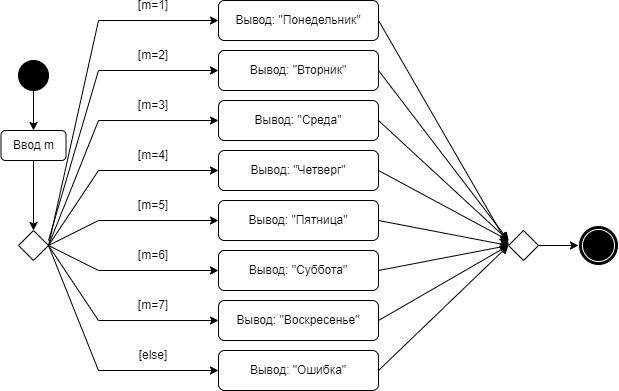 [m=1]
Вывод: "Понедельник"
[m=2]
Вывод: "Вторник"
[m=3]
Вывод: "Среда"
Ввод m
[m=4]
Вывод: "Четверг"
[m=5]
Вывод: "Пятница"
[m=6]
Вывод: "Суббота"
[m=7]
Вывод: "Воскресенье"
[else]
Вывод: "Ошибка"